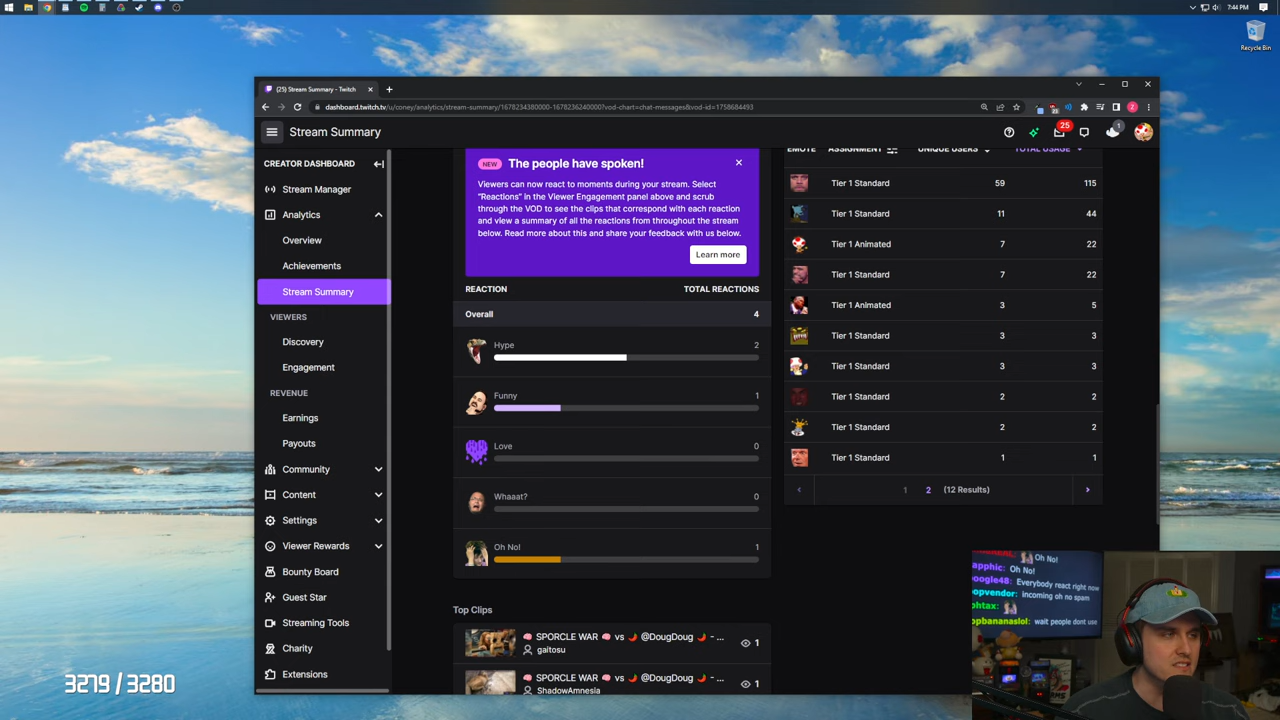 7:44 PM
Recycle Bin
(25) Stream Summary - Twitch
dashboard.twitch.tv/u/coney/analytics/stream-summary/1678234380000-1678236240000?vod-chart=chat-messages&vod-id=1758684493
Stream Summary
25
1
CREATOR DASHBOARD
Stream Manager
Analytics
Overview
Achievements
Stream Summary
VIEWERS
Discovery
Engagement
REVENUE
Earnings
Payouts
Community
Content
Settings
Viewer Rewards
Bounty Board
Guest Star
Streaming Tools
Charity
Extensions
NEW The people have spoken!
Viewers can now react to moments during your stream. Select
"Reactions" in the Viewer Engagement panel above and scrub
through the VOD to see the clips that correspond with each reaction
and view a summary of all the reactions from throughout the stream
below. Read more about this and share your feedback with us below.
Learn more
REACTION TOTAL REACTIONS
Overall 4
Hype 2
Funny 1
Love 0
Whaaat? 0
Oh No! 1
Top Clips
SPORCLE WAR 🧠 vs 🌶️ @DougDoug 🌶️ - ...
1
gaitosu
SPORCLE WAR 🧠 vs 🌶️ @DougDoug 🌶️ - ...
1
ShadowAmnesia
EMOTE ASSIGNMENT UNIQUE USERS TOTAL USAGE
Tier 1 Standard 59 115
Tier 1 Standard 11 44
Tier 1 Animated 7 22
Tier 1 Standard 7 22
Tier 1 Animated 3 5
Tier 1 Standard 3 3
Tier 1 Standard 3 3
Tier 1 Standard 2 2
Tier 1 Standard 2 2
Tier 1 Standard 1 1
1 2 (12 Results)
Oh No!
apphic:
Oh No!
oogle48: Everybody react right now
opvendor: incoming oh no spam
ohtax:
opbananaslol: wait people dont use
3279 / 3280